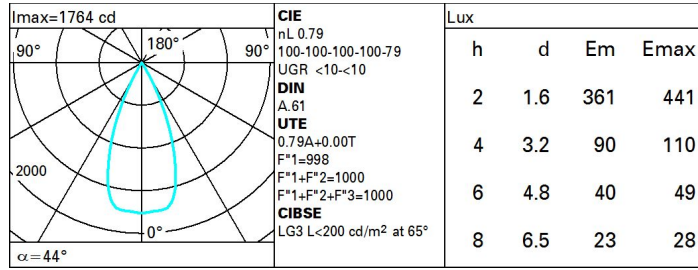 Imax=1764 cd
90° 180° 90°
2000
0°
α=44°
CIE
nL 0.79
100-100-100-100-79
UGR <10-<10
DIN
A.61
UTE
0.79A+0.00T
F"1=998
F"1+F"2=1000
F"1+F"2+F"3=1000
CIBSE
LG3 L<200 cd/m² at 65°
Lux
h d Em Emax
2 1.6 361 441
4 3.2 90 110
6 4.8 40 49
8 6.5 23 28